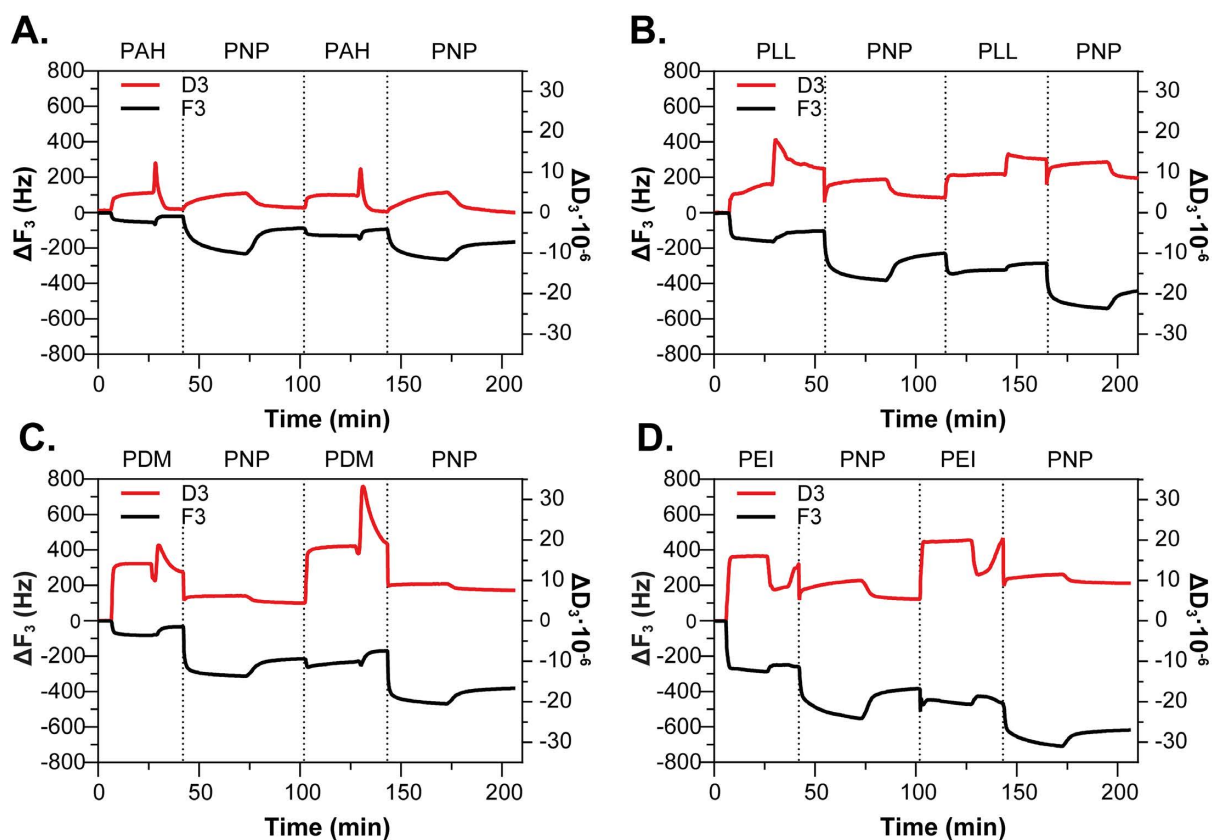 A.
PAH PNP PAH PNP
D3
F3
800
600
400
200
0
-200
-400
-600
-800
ΔF3 (Hz)
30
20
10
0
-10
-20
-30
ΔD3·10-6
0 50 100 150 200
Time (min)
B.
PLL PNP PLL PNP
D3
F3
800
600
400
200
0
-200
-400
-600
-800
ΔF3 (Hz)
30
20
10
0
-10
-20
-30
ΔD3·10-6
0 50 100 150 200
Time (min)
C.
PDM PNP PDM PNP
D3
F3
800
600
400
200
0
-200
-400
-600
-800
ΔF3 (Hz)
30
20
10
0
-10
-20
-30
ΔD3·10-6
0 50 100 150 200
Time (min)
D.
PEI PNP PEI PNP
D3
F3
800
600
400
200
0
-200
-400
-600
-800
ΔF3 (Hz)
30
20
10
0
-10
-20
-30
ΔD3·10-6
0 50 100 150 200
Time (min)